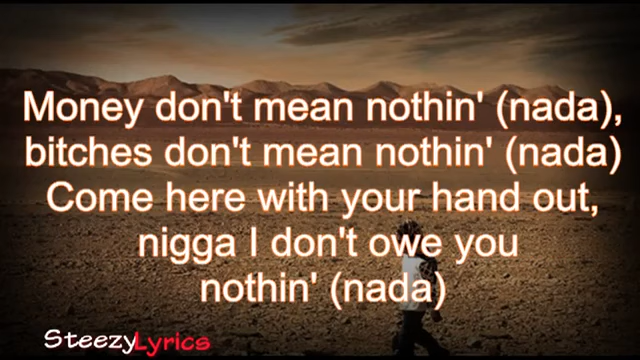 Money don't mean nothin' (nada),
bitches don't mean nothin' (nada)
Come here with your hand out,
nigga I don't owe you
nothin' (nada)
SteezyLyrics